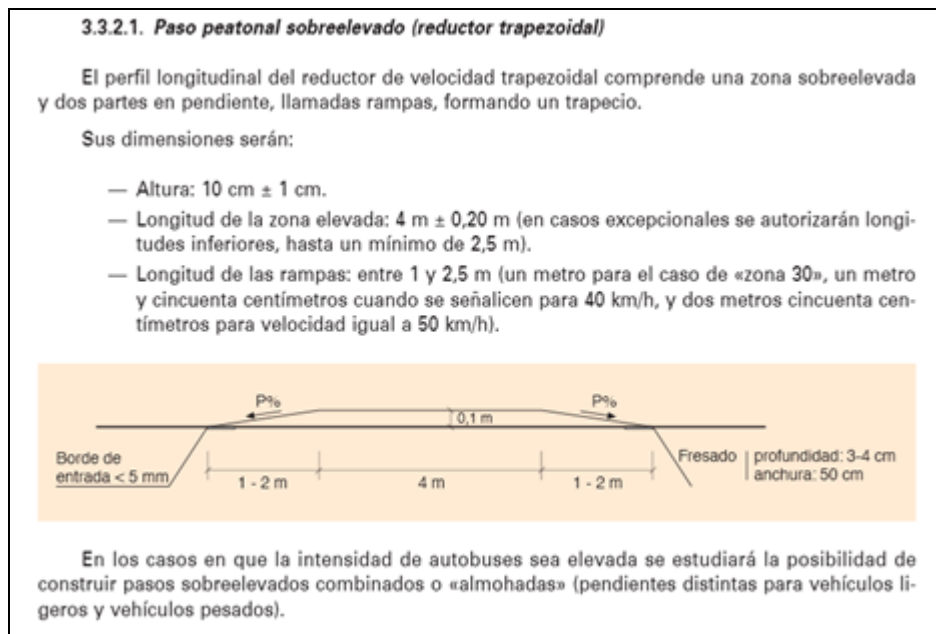 3.3.2.1. Paso peatonal sobreelevado (reductor trapezoidal)
El perfil longitudinal del reductor de velocidad trapezoidal comprende una zona sobreelevada
y dos partes en pendiente, llamadas rampas, formando un trapecio.
Sus dimensiones serán:
— Altura: 10 cm ± 1 cm.
— Longitud de la zona elevada: 4 m ± 0,20 m (en casos excepcionales se autorizarán longi-
tudes inferiores, hasta un mínimo de 2,5 m).
— Longitud de las rampas: entre 1 y 2,5 m (un metro para el caso de «zona 30», un metro
y cincuenta centímetros cuando se señalicen para 40 km/h, y dos metros cincuenta cen-
tímetros para velocidad igual a 50 km/h).
P% P%
0,1 m
Borde de
entrada < 5 mm
1 - 2 m 4 m 1 - 2 m
Fresado profundidad: 3-4 cm
anchura: 50 cm
En los casos en que la intensidad de autobuses sea elevada se estudiará la posibilidad de
construir pasos sobreelevados combinados o «almohadas» (pendientes distintas para vehículos li-
geros y vehículos pesados).